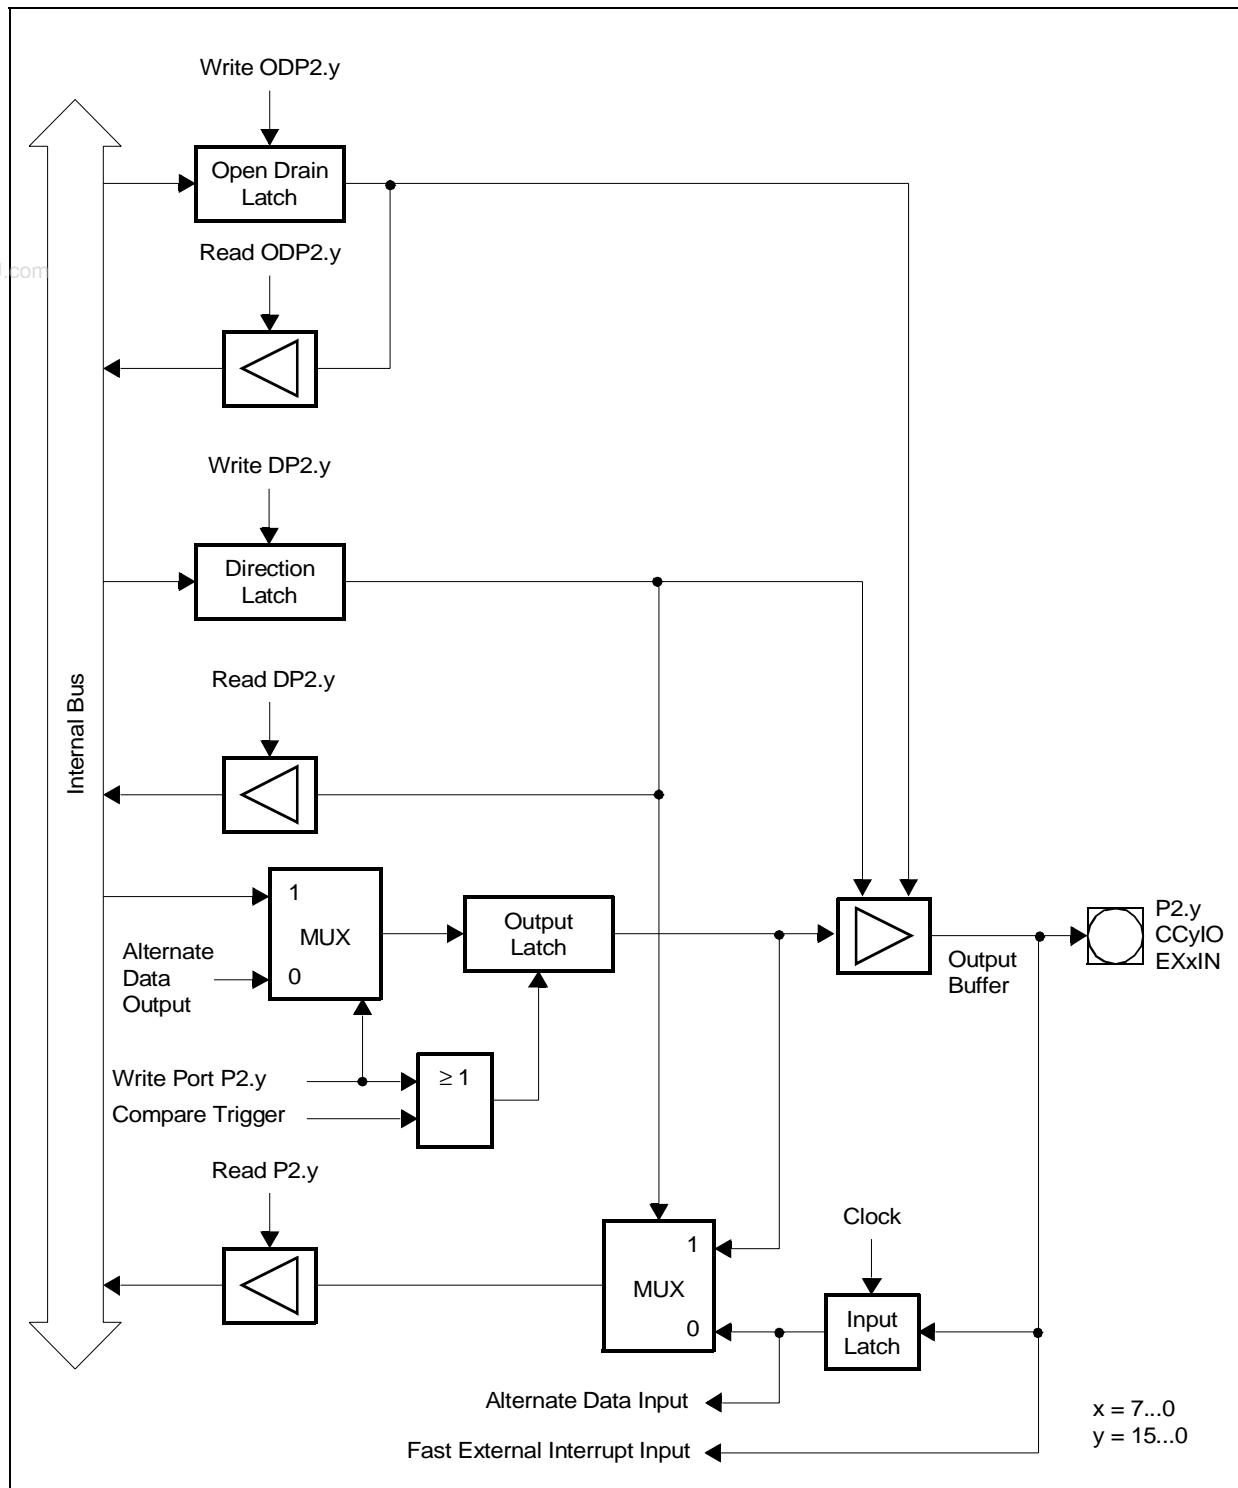 Write ODP2.y
Open Drain
Latch
Read ODP2.y
.com
Write DP2.y
Direction
Latch
Read DP2.y
Internal Bus
1
MUX
0
Alternate
Data
Output
Output
Latch
Output
Buffer
P2.y
CCyIO
EXxIN
Write Port P2.y
≥ 1
Compare Trigger
Read P2.y
1
MUX
0
Clock
Input
Latch
Alternate Data Input
Fast External Interrupt Input
x = 7...0
y = 15...0